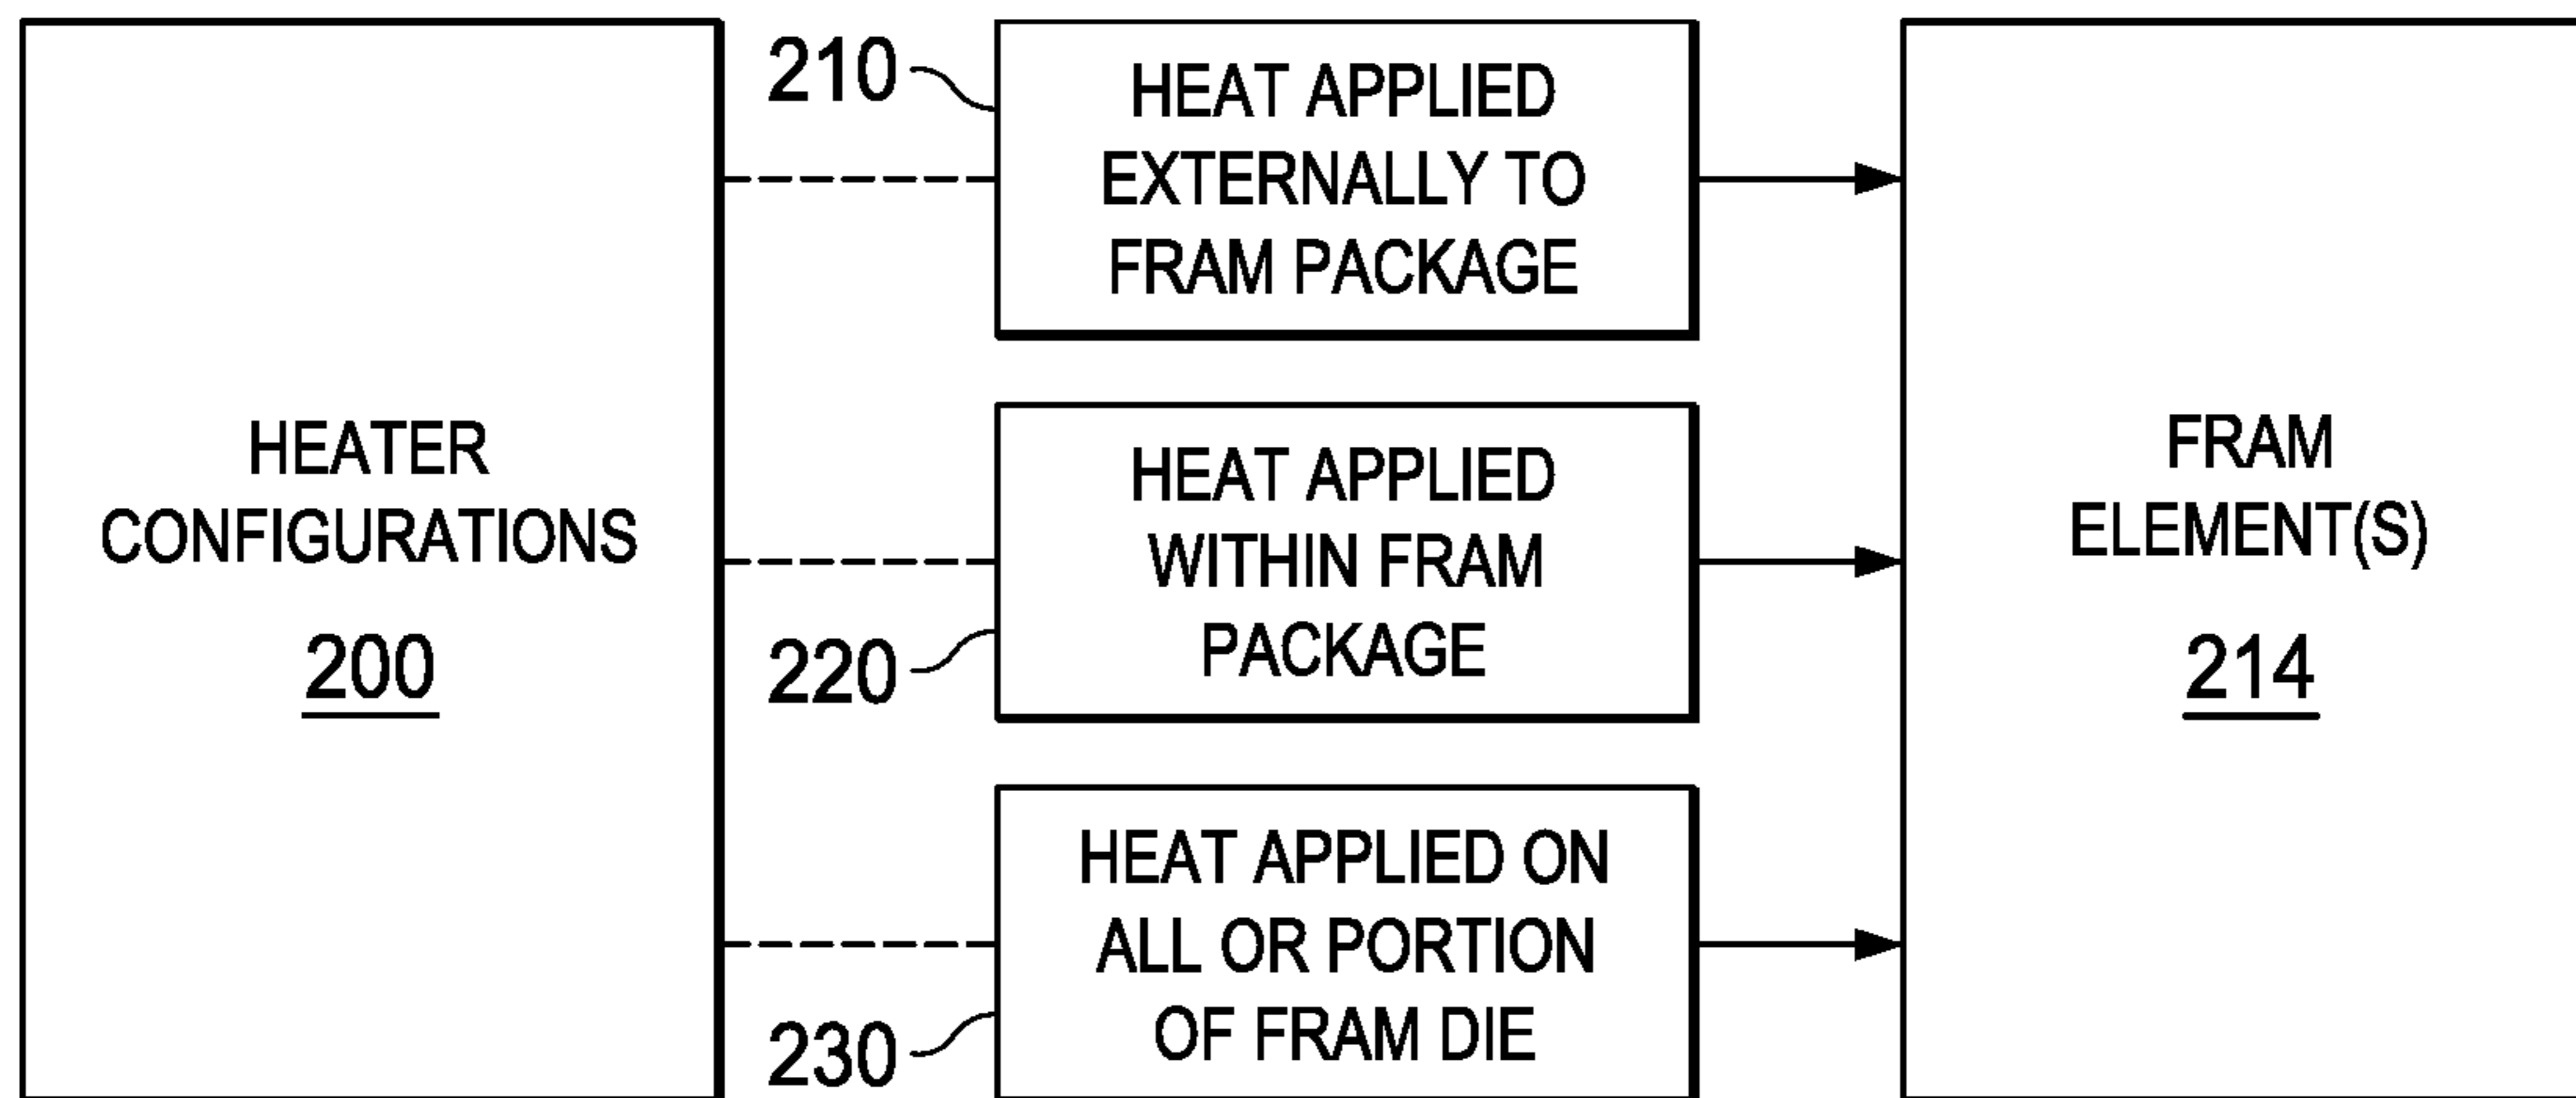 HEATER
CONFIGURATIONS
200
210
HEAT APPLIED
EXTERNALLY TO
FRAM PACKAGE
220
HEAT APPLIED
WITHIN FRAM
PACKAGE
230
HEAT APPLIED ON
ALL OR PORTION
OF FRAM DIE
FRAM
ELEMENT(S)
214